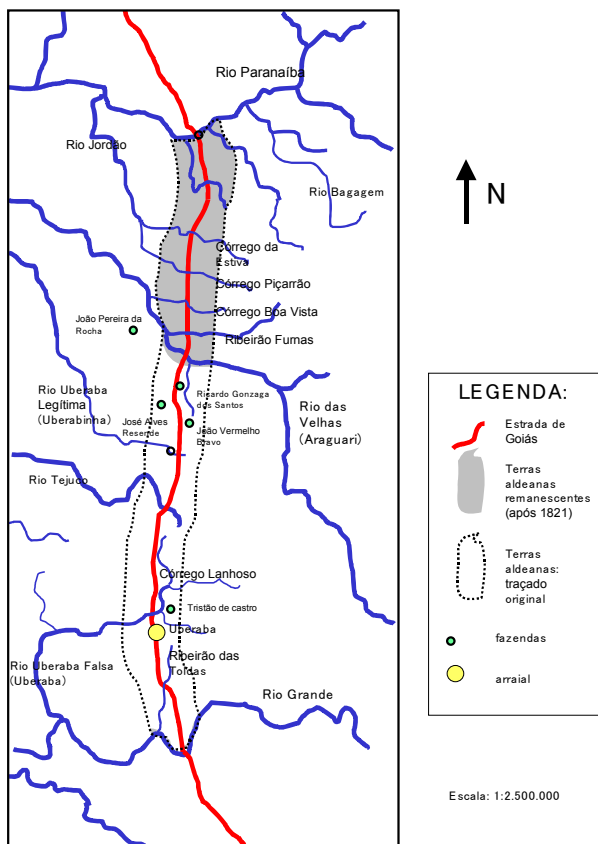 Rio Paranaíba
Rio Jordão
Rio Bagagem
N
Córrego da
Estiva
Córrego Piçarrão
Córrego Boa Vista
João Pereira da
Rocha
Ribeirão Furnas
Rio Uberaba
Legítima
(Uberabinha)
Ricardo Gonzaga
dos Santos
José Alves
Resende
João Vermelho
Bravo
Rio das
Velhas
(Araguari)
Rio Tejuco
Córrego Lanhoso
Tristão de castro
Uberaba
Rio Uberaba Falsa
(Uberaba)
Ribeirão das
Toldas
Rio Grande
LEGENDA:
Estrada de
Goiás
Terras
aldeanas
remanescentes
(após 1821)
Terras
aldeanas:
traçado
original
fazendas
arraial
Escala: 1:2.500.000